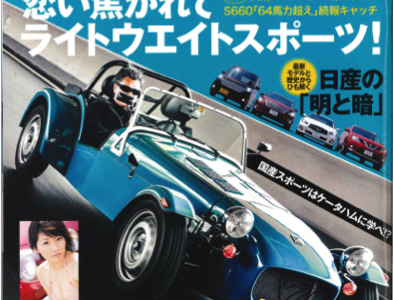 S660「64馬力超え」続報キャッチ
思い焦がれて
ライトウエイトスポーツ!
最新
モデルと
歴史から
ひも解く
日産の
「明と暗」
国産スポーツはケータハムに学べ!?